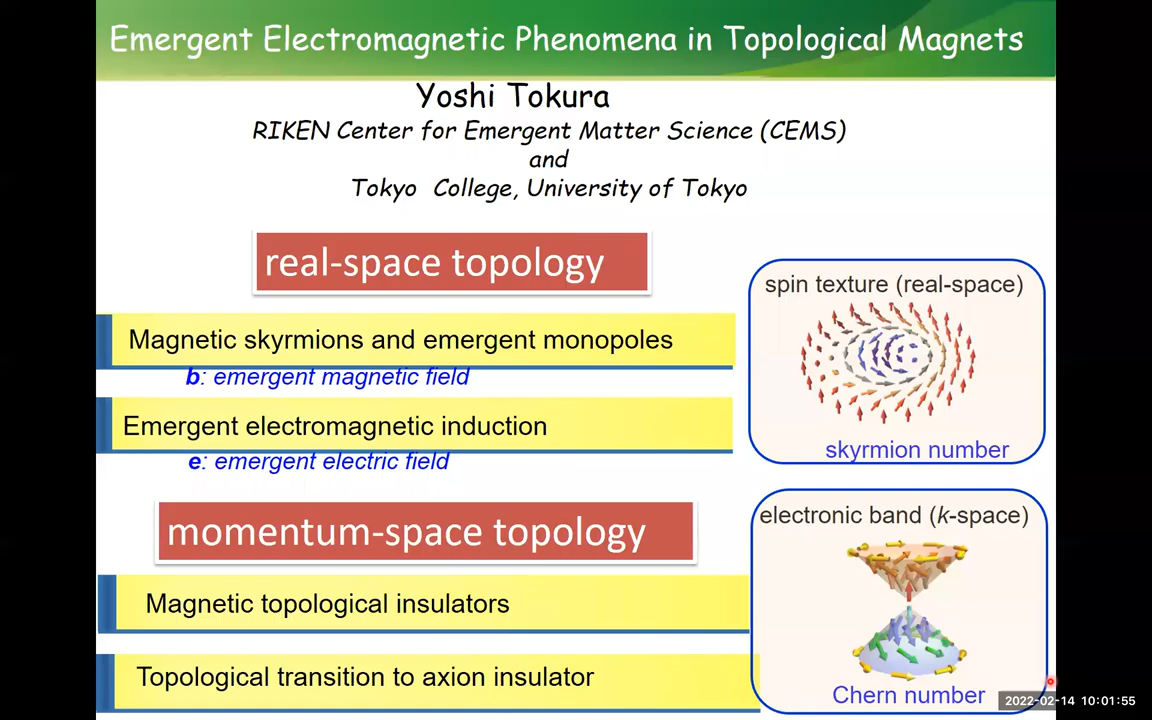 Emergent Electromagnetic Phenomena in Topological Magnets
Yoshi Tokura
RIKEN Center for Emergent Matter Science (CEMS)
and
Tokyo College, University of Tokyo
real-space topology
Magnetic skyrmions and emergent monopoles
b: emergent magnetic field
Emergent electromagnetic induction
e: emergent electric field
spin texture (real-space)
skyrmion number
momentum-space topology
Magnetic topological insulators
Topological transition to axion insulator
electronic band (k-space)
Chern number
2022-02-14 10:01:55